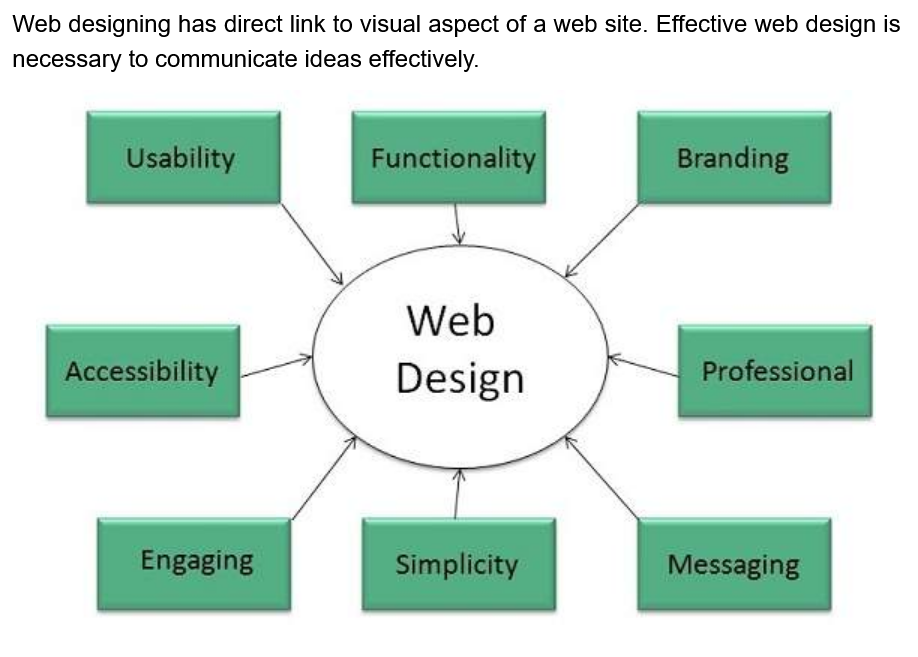 Web designing has direct link to visual aspect of a web site. Effective web design is
necessary to communicate ideas effectively.
Usability
Functionality
Branding
Web
Design
Accessibility
Professional
Engaging
Simplicity
Messaging